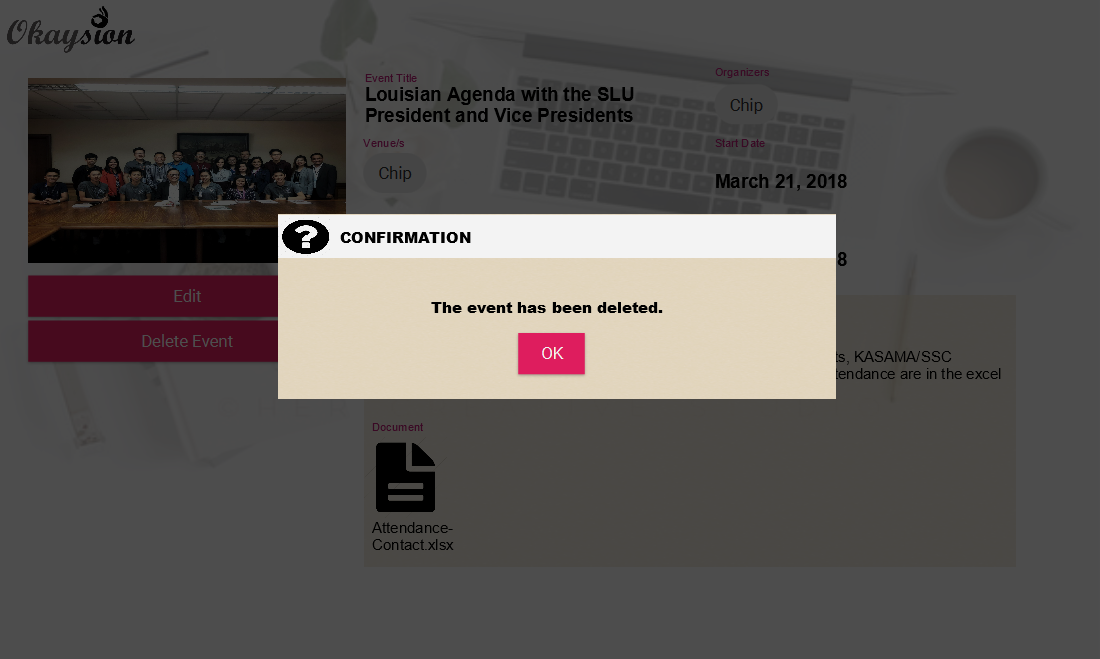 Okaysion
Event Title
Louisian Agenda with the SLU
President and Vice Presidents
Organizers
Chip
Venue/s
Chip
Start Date
March 21, 2018
8
Edit
Delete Event
? CONFIRMATION
The event has been deleted.
OK
ts, KASAMA/SSC
tendance are in the excel
Document
Attendance-
Contact.xlsx